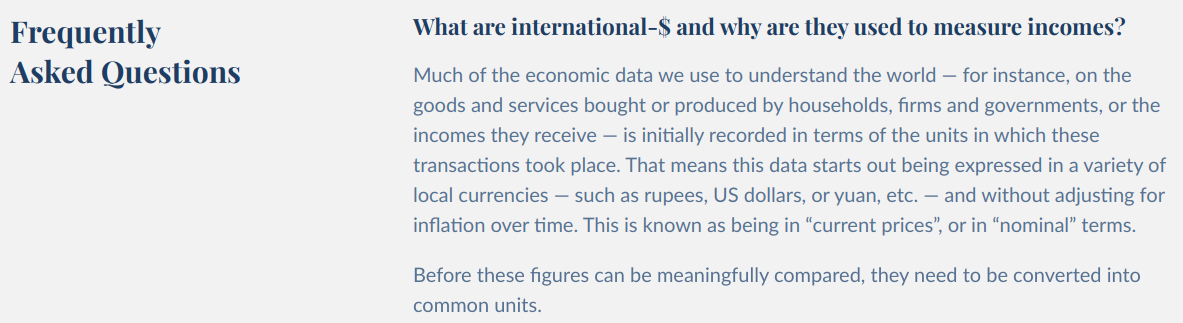 Frequently
Asked Questions
What are international-$ and why are they used to measure incomes?
Much of the economic data we use to understand the world — for instance, on the
goods and services bought or produced by households, firms and governments, or the
incomes they receive — is initially recorded in terms of the units in which these
transactions took place. That means this data starts out being expressed in a variety of
local currencies — such as rupees, US dollars, or yuan, etc. — and without adjusting for
inflation over time. This is known as being in “current prices”, or in “nominal” terms.
Before these figures can be meaningfully compared, they need to be converted into
common units.